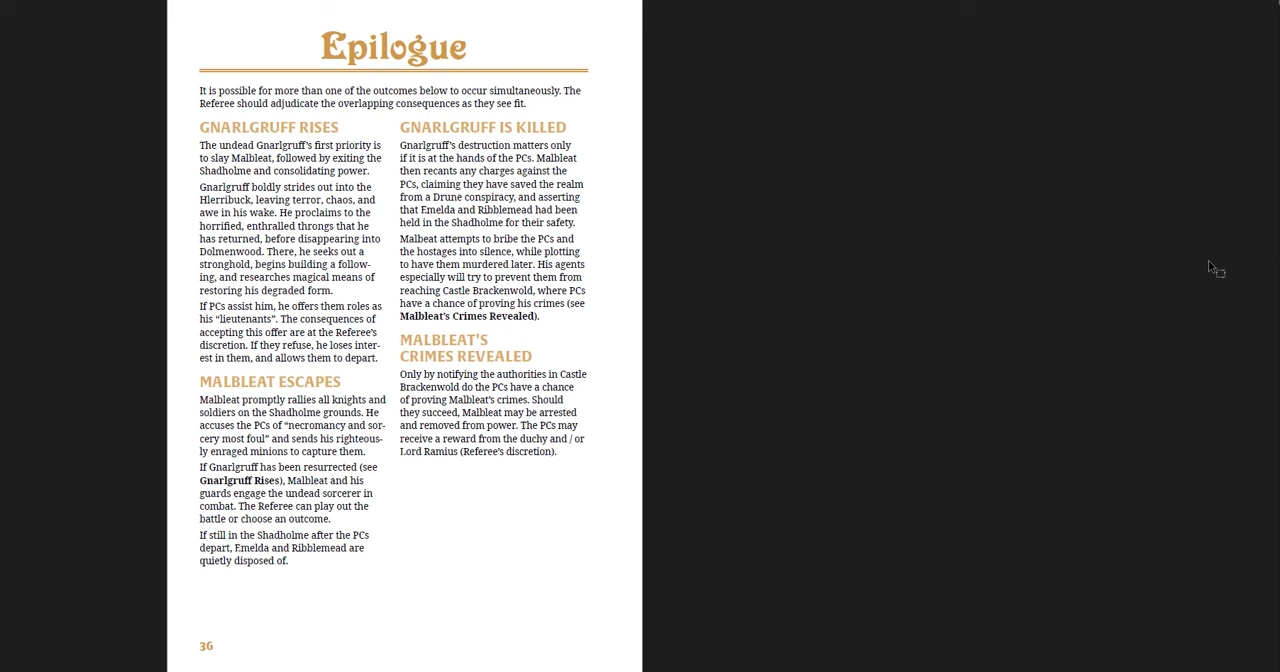 Epilogue
It is possible for more than one of the outcomes below to occur simultaneously. The
Referee should adjudicate the overlapping consequences as they see fit.
GNARLGRUFF RISES
The undead Gnarlgruff’s first priority is
to slay Malbleat, followed by exiting the
Shadholme and consolidating power.
Gnarlgruff boldly strides out into the
Hlerribuck, leaving terror, chaos, and
awe in his wake. He proclaims to the
horrified, enthralled throngs that he
has returned, before disappearing into
Dolmenwood. There, he seeks out a
stronghold, begins building a follow-
ing, and researches magical means of
restoring his degraded form.
If PCs assist him, he offers them roles as
his “lieutenants”. The consequences of
accepting this offer are at the Referee’s
discretion. If they refuse, he loses inter-
est in them, and allows them to depart.
MALBLEAT ESCAPES
Malbleat promptly rallies all knights and
soldiers on the Shadholme grounds. He
accuses the PCs of “necromancy and sor-
cery most foul” and sends his righteous-
ly enraged minions to capture them.
If Gnarlgruff has been resurrected (see
Gnarlgruff Rises), Malbleat and his
guards engage the undead sorcerer in
combat. The Referee can play out the
battle or choose an outcome.
If still in the Shadholme after the PCs
depart, Emelda and Ribblemead are
quietly disposed of.
GNARLGRUFF IS KILLED
Gnarlgruff’s destruction matters only
if it is at the hands of the PCs. Malbleat
then recants any charges against the
PCs, claiming they have saved the realm
from a Drune conspiracy, and asserting
that Emelda and Ribblemead had been
held in the Shadholme for their safety.
Malbeat attempts to bribe the PCs and
the hostages into silence, while plotting
to have them murdered later. His agents
especially will try to prevent them from
reaching Castle Brackenwold, where PCs
have a chance of proving his crimes (see
Malbleat’s Crimes Revealed).
MALBLEAT’S
CRIMES REVEALED
Only by notifying the authorities in Castle
Brackenwold do the PCs have a chance
of proving Malbleat’s crimes. Should
they succeed, Malbleat may be arrested
and removed from power. The PCs may
receive a reward from the duchy and / or
Lord Ramius (Referee’s discretion).
36